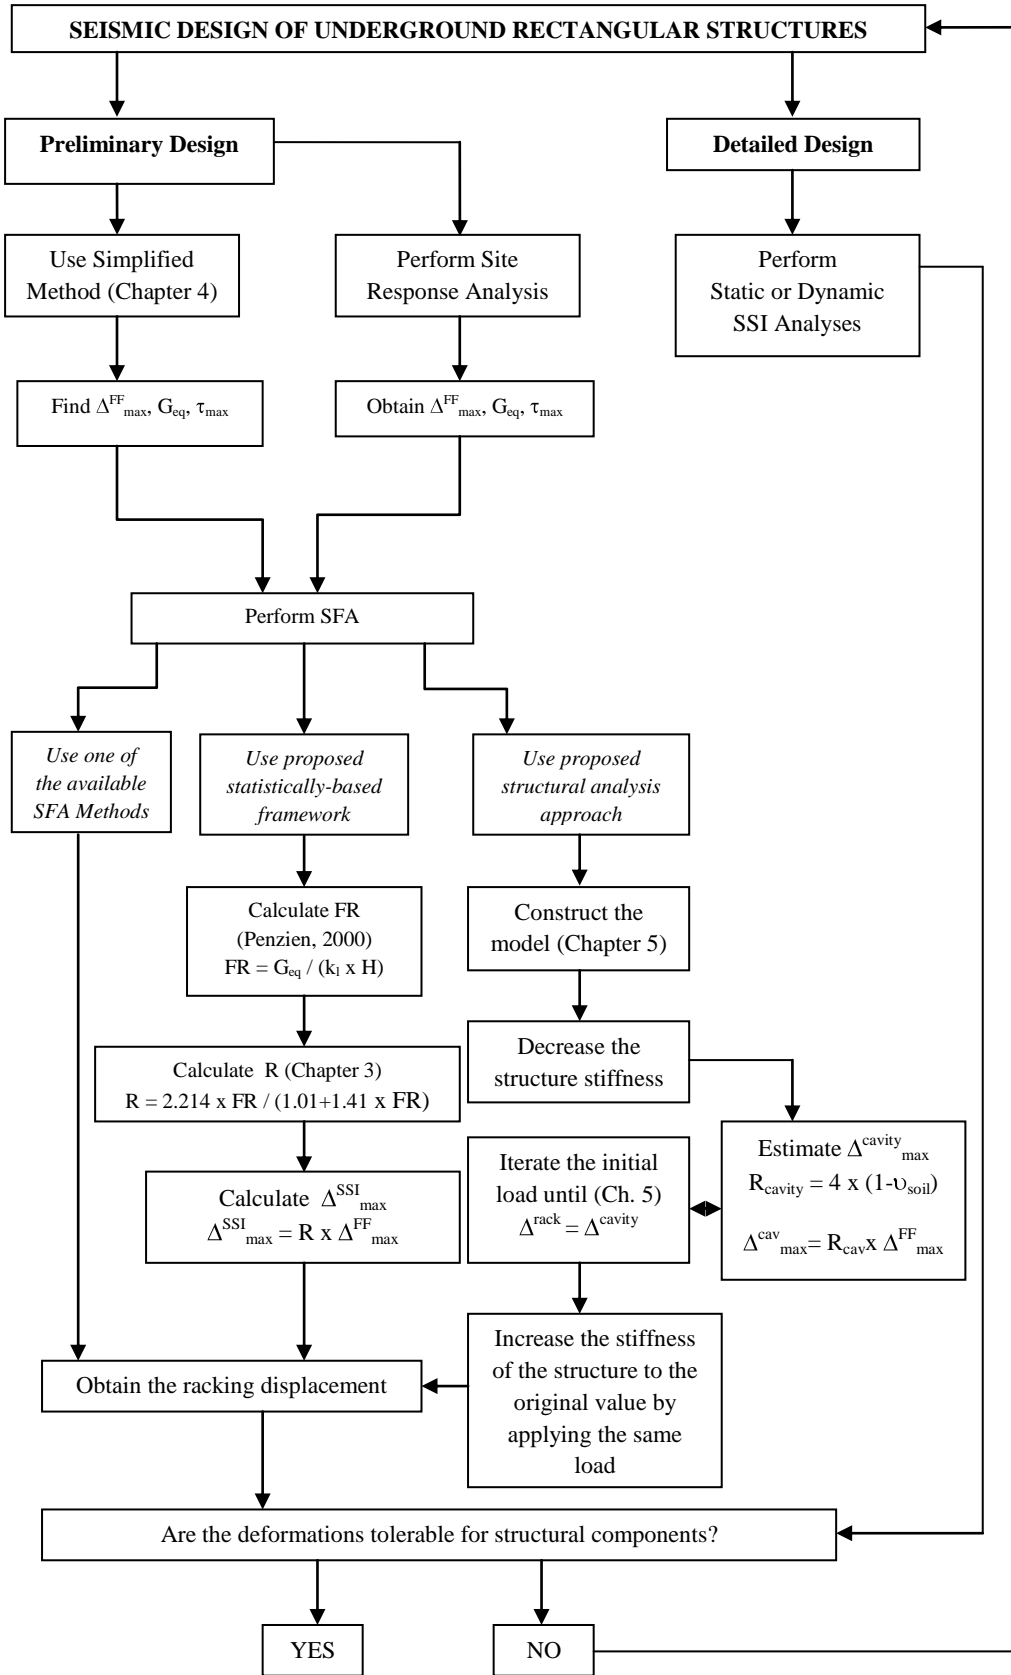 SEISMIC DESIGN OF UNDERGROUND RECTANGULAR STRUCTURES
Preliminary Design
Detailed Design
Use Simplified
Method (Chapter 4)
Perform Site
Response Analysis
Perform
Static or Dynamic
SSI Analyses
Find Δ^FF_max, G_eq, τ_max
Obtain Δ^FF_max, G_eq, τ_max
Perform SFA
Use one of
the available
SFA Methods
Use proposed
statistically-based
framework
Use proposed
structural analysis
approach
Calculate FR
(Penzien, 2000)
FR = G_eq / (k_l x H)
Construct the
model (Chapter 5)
Calculate R (Chapter 3)
R = 2.214 x FR / (1.01+1.41 x FR)
Decrease the
structure stiffness
Estimate Δ^cavity_max
R_cavity = 4 x (1-υ_soil)
Δ^cav_max= R_cav x Δ^FF_max
Calculate Δ^SSI_max
Δ^SSI_max = R x Δ^FF_max
Iterate the initial
load until (Ch. 5)
Δ^rack = Δ^cavity
Increase the stiffness
of the structure to the
original value by
applying the same
load
Obtain the racking displacement
Are the deformations tolerable for structural components?
YES
NO